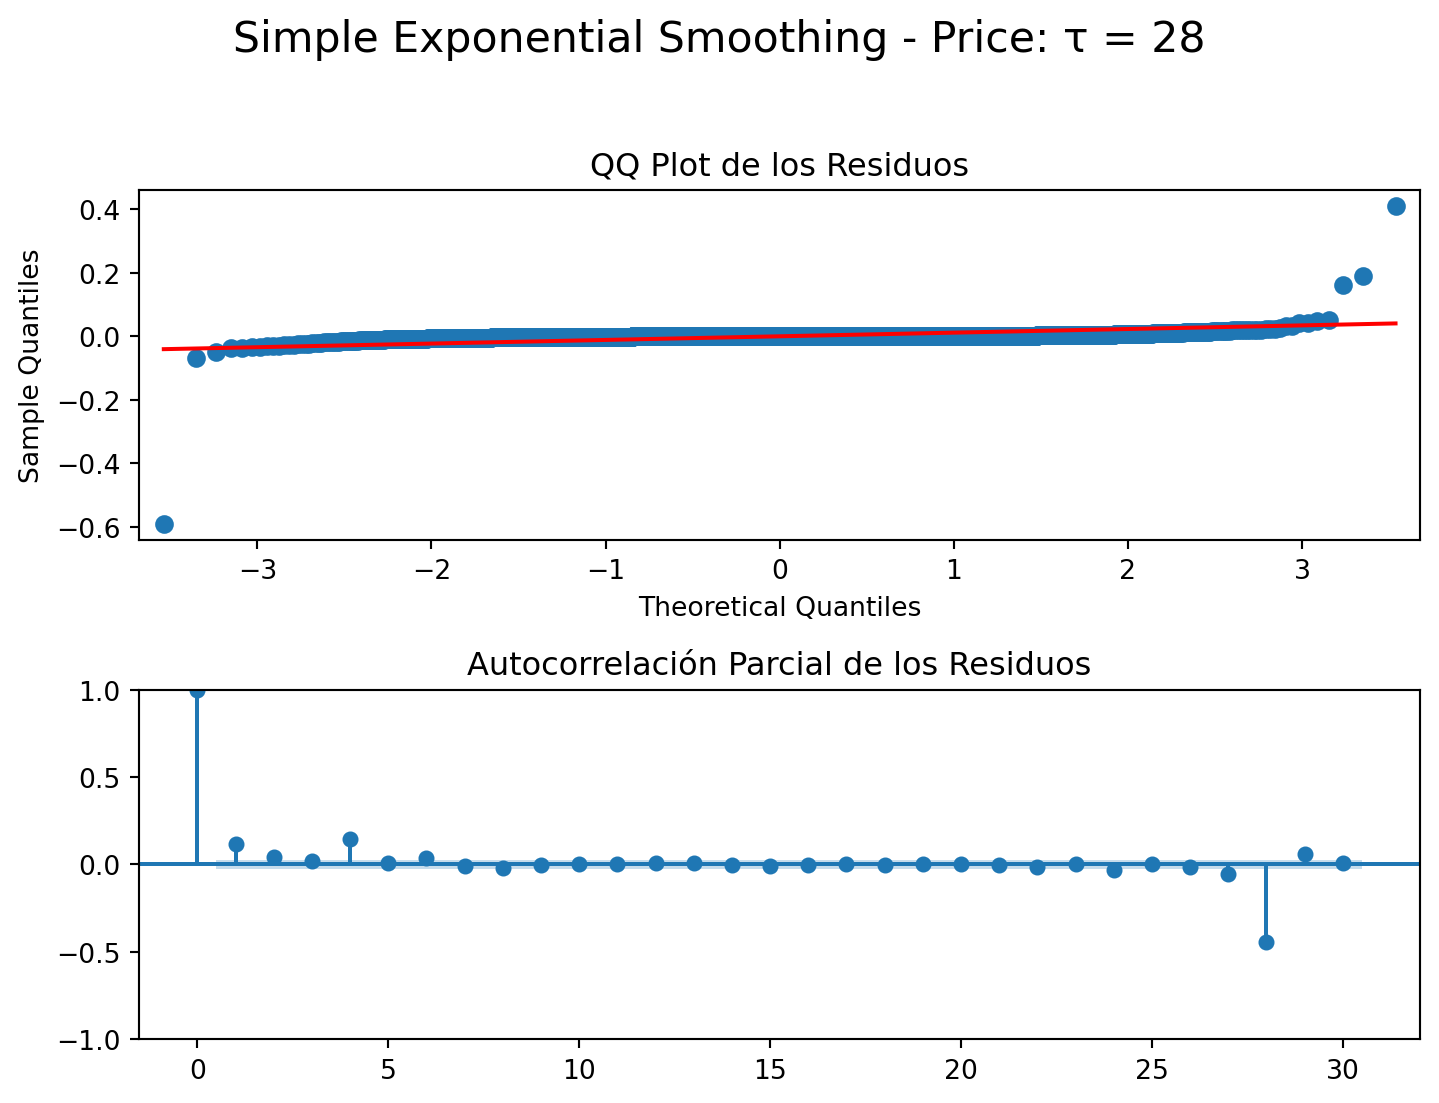 Simple Exponential Smoothing - Price: τ = 28
QQ Plot de los Residuos
Sample Quantiles
0.4
0.2
0.0
−0.2
−0.4
−0.6
−3 −2 −1 0 1 2 3
Theoretical Quantiles
Autocorrelación Parcial de los Residuos
1.0
0.5
0.0
−0.5
−1.0
0 5 10 15 20 25 30